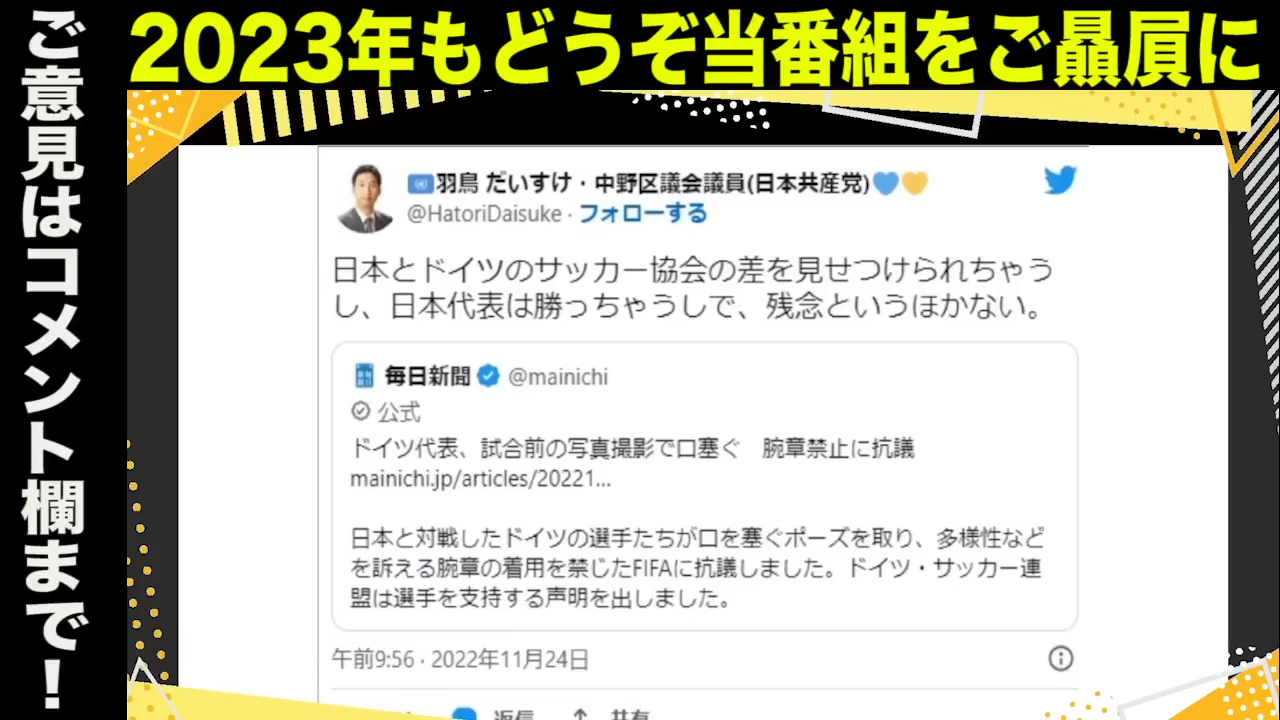 2023年もどうぞ当番組をご贔屓に
ご意見はコメント欄まで！
羽鳥 だいすけ・中野区議会議員(日本共産党)
@HatoriDaisuke · フォローする
日本とドイツのサッカー協会の差を見せつけられちゃう
し、日本代表は勝っちゃうしで、残念というほかない。
毎日新聞 @mainichi
公式
ドイツ代表、試合前の写真撮影で口塞ぐ　腕章禁止に抗議
mainichi.jp/articles/20221…
日本と対戦したドイツの選手たちが口を塞ぐポーズを取り、多様性など
を訴える腕章の着用を禁じたFIFAに抗議しました。ドイツ・サッカー連
盟は選手を支持する声明を出しました。
午前9:56 · 2022年11月24日
返信 共有